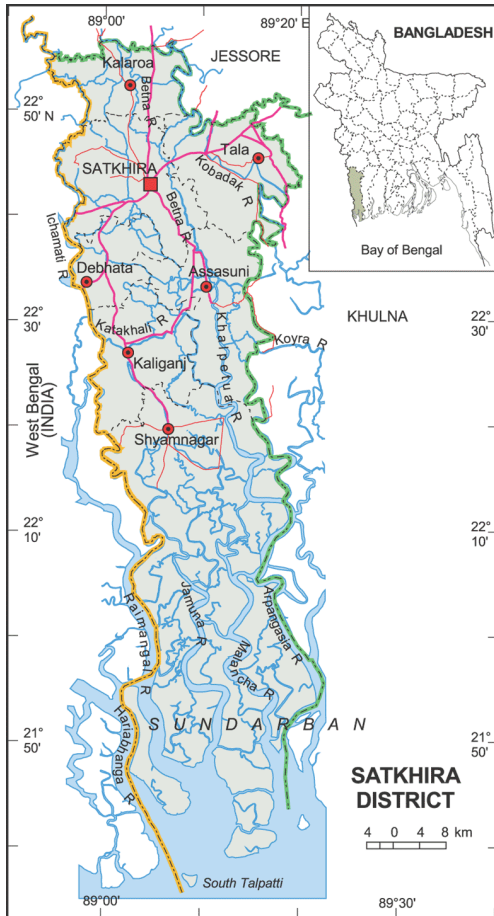 89°00'
89°20' E
BANGLADESH
JESSORE
Kalaroa
Betna R
22°
50' N
Tala
SATKHIRA
Kobadak R
Betna R
Ichamati R
Bay of Bengal
Debhata
Assasuni
22°
30'
KHULNA
22°
30'
Katakhali R
Kholpetua R
Koyra R
Kaliganj
West Bengal
(INDIA)
Shyamnagar
22°
10'
22°
10'
Raimangal R
Jamuna R
Malancha R
Arpangasia R
SUNDARBAN
Hariabhanga R
21°
50'
21°
50'
SATKHIRA
DISTRICT
4 0 4 8 km
South Talpatti
89°00'
89°30'